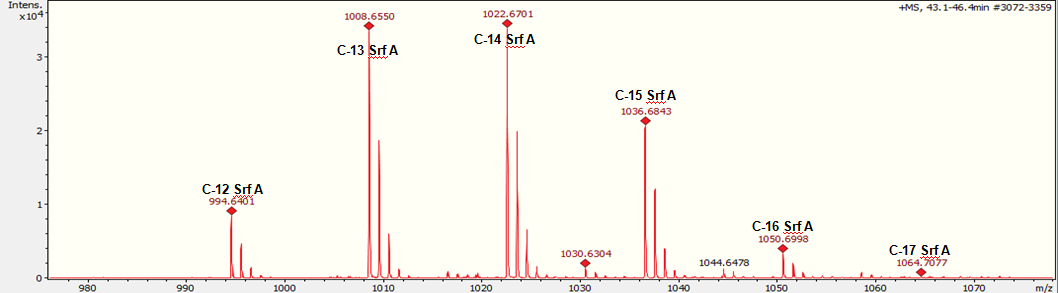 Intens.
x10⁴
+MS, 43.1-46.4min #3072-3359
1008.6550
C-13 Srf A
1022.6701
C-14 Srf A
C-15 Srf A
1036.6843
C-12 Srf A
994.6401
C-16 Srf A
1050.6998
1030.6304
1044.6478
C-17 Srf A
1064.7077
3
2
1
0
980 990 1000 1010 1020 1030 1040 1050 1060 1070 m/z